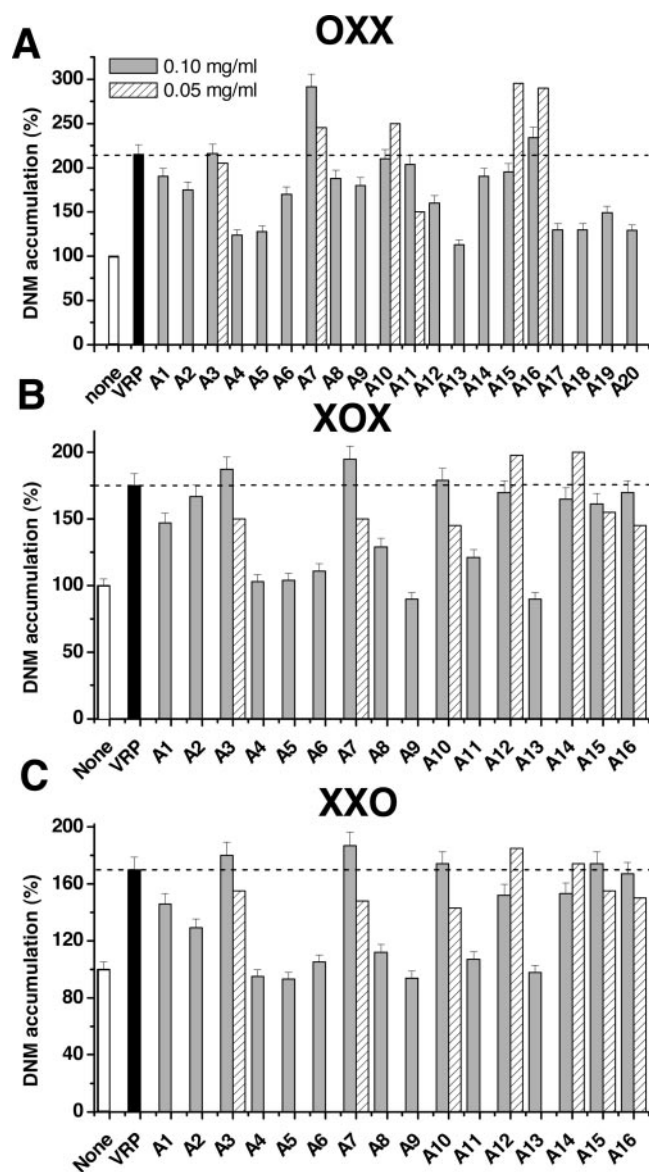 A
OXX
0.10 mg/ml
0.05 mg/ml
DNM accumulation (%)
300
250
200
150
100
50
0
none VRP A1 A2 A3 A4 A5 A6 A7 A8 A9 A10 A11 A12 A13 A14 A15 A16 A17 A18 A19 A20
B
XOX
DNM accumulation (%)
200
150
100
50
0
None VRP A1 A2 A3 A4 A5 A6 A7 A8 A9 A10 A11 A12 A13 A14 A15 A16
C
XXO
DNM accumulation (%)
200
160
120
80
40
0
None VRP A1 A2 A3 A4 A5 A6 A7 A8 A9 A10 A11 A12 A13 A14 A15 A16